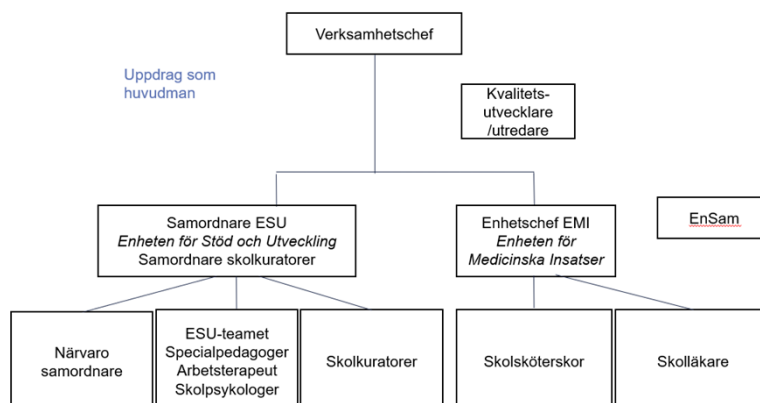 Verksamhetschef
Uppdrag som
huvudman
Kvalitets-
utvecklare
/utredare
Samordnare ESU
Enheten för Stöd och Utveckling
Samordnare skolkuratorer
Enhetschef EMI
Enheten för
Medicinska Insatser
EnSam
Närvaro
samordnare
ESU-teamet
Specialpedagoger
Arbetsterapeut
Skolpsykologer
Skolkuratorer
Skolsköterskor
Skolläkare